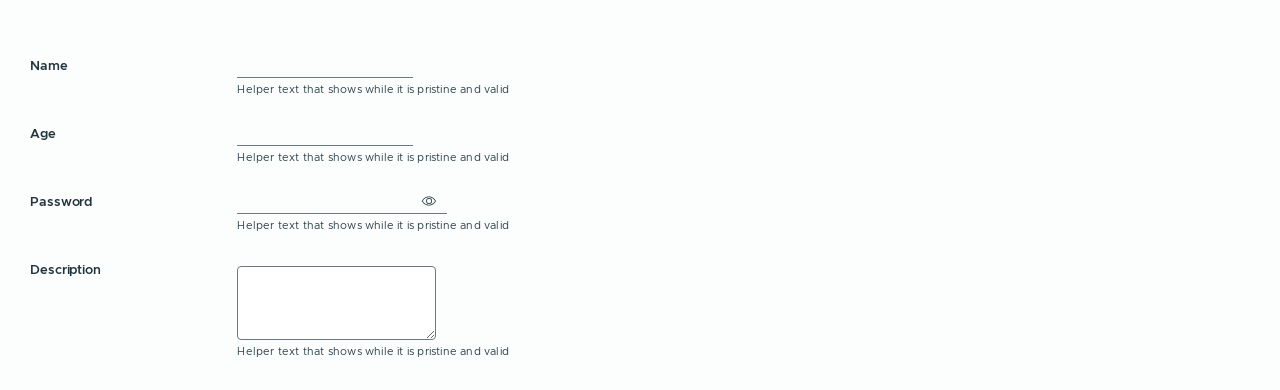 Name
Helper text that shows while it is pristine and valid
Age
Helper text that shows while it is pristine and valid
Password
Helper text that shows while it is pristine and valid
Description
Helper text that shows while it is pristine and valid